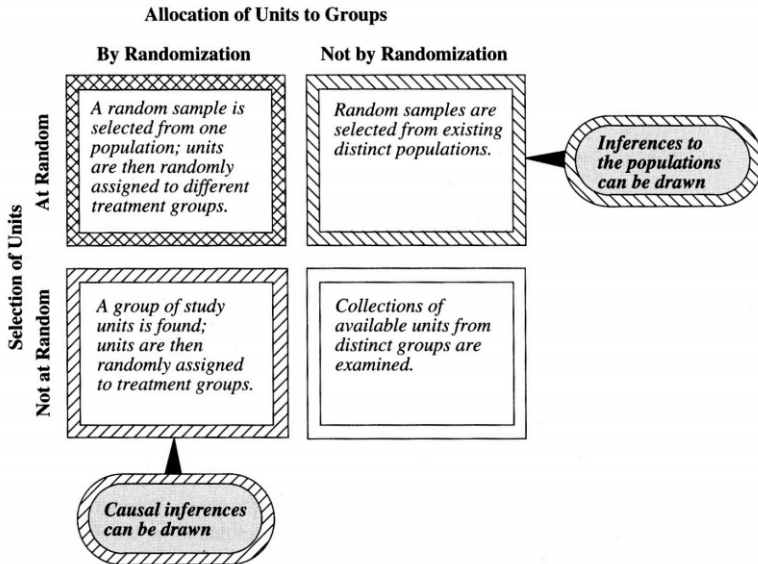 Allocation of Units to Groups
By Randomization
Not by Randomization
Selection of Units
At Random
A random sample is
selected from one
population; units
are then randomly
assigned to different
treatment groups.
Random samples are
selected from existing
distinct populations.
Inferences to
the populations
can be drawn
Not at Random
A group of study
units is found;
units are then
randomly assigned
to treatment groups.
Collections of
available units from
distinct groups are
examined.
Causal inferences
can be drawn